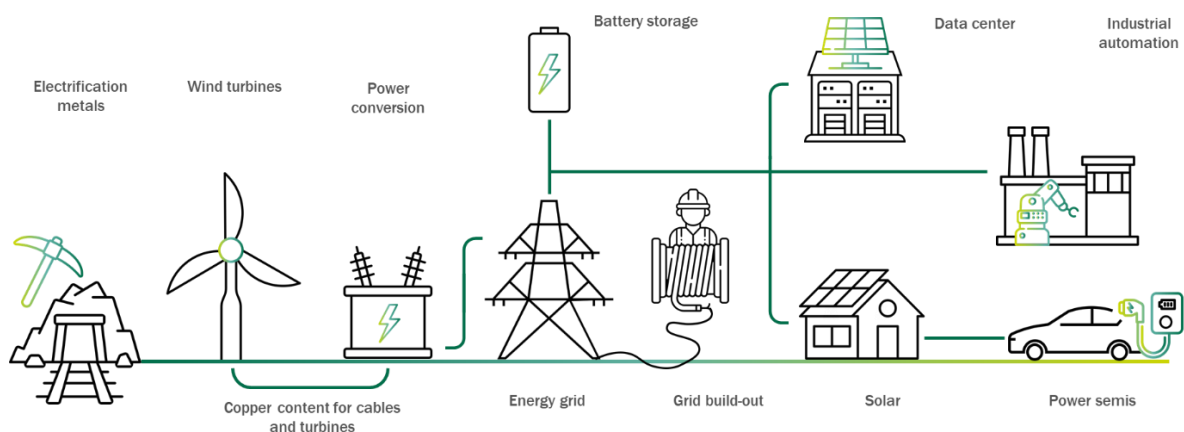 Battery storage
Data center
Industrial
automation
Electrification
metals
Wind turbines
Power
conversion
Copper content for cables
and turbines
Energy grid
Grid build-out
Solar
Power semis